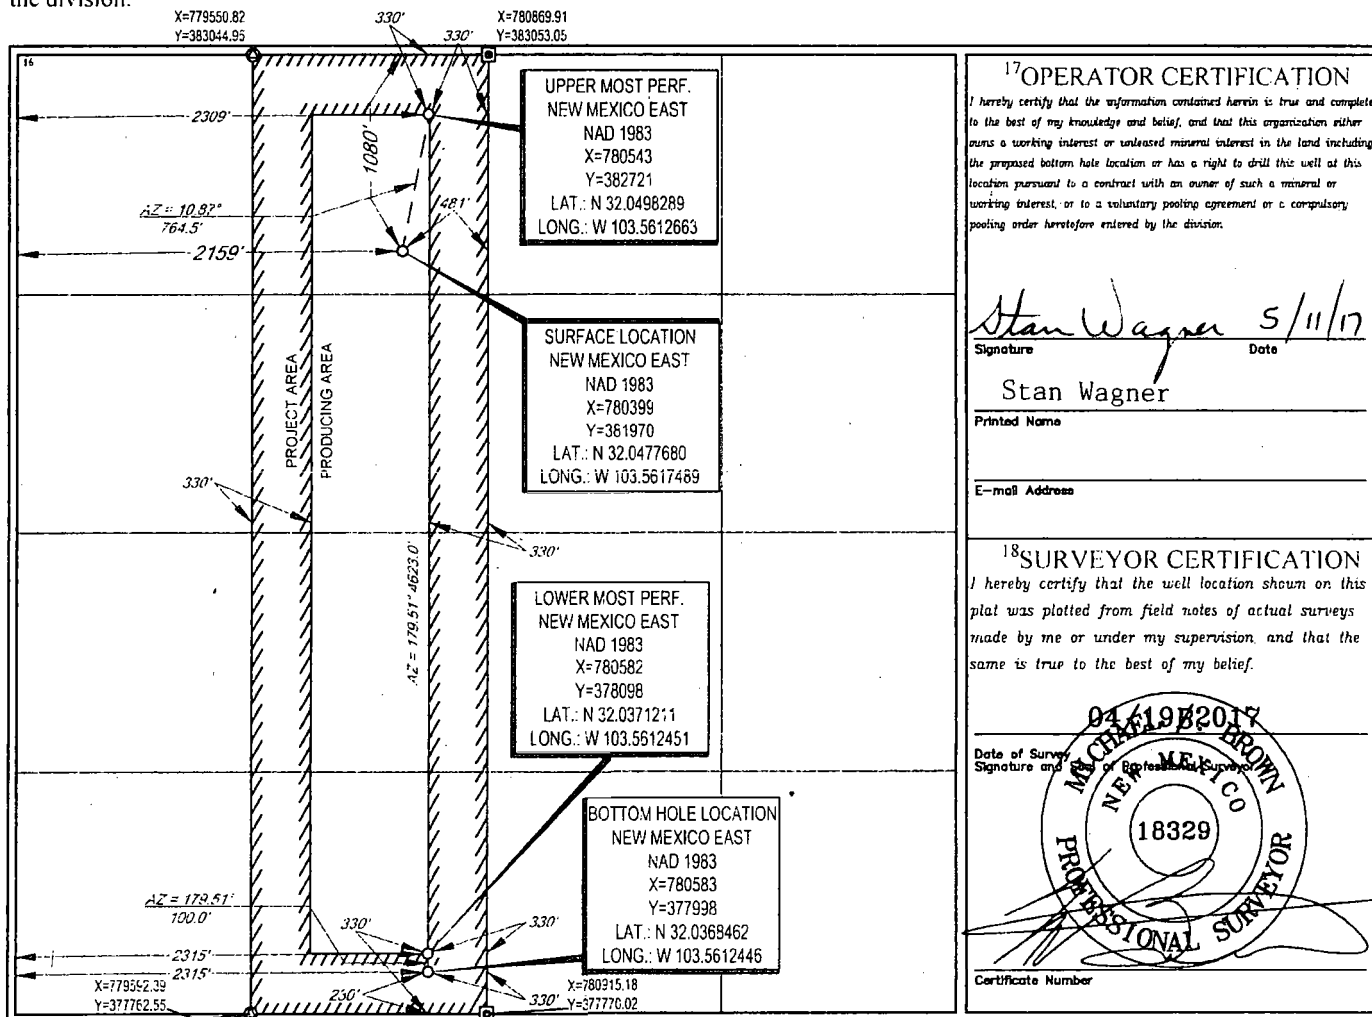 the division.
X=779550.82
Y=383044.95
330'
330'
X=780869.91
Y=383053.05
16
2309'
1080'
AZ = 10.87°
764.5'
481'
2159'
UPPER MOST PERF.
NEW MEXICO EAST
NAD 1983
X=780543
Y=382721
LAT.: N 32.0498289
LONG.: W 103.5612663
SURFACE LOCATION
NEW MEXICO EAST
NAD 1983
X=780399
Y=381970
LAT.: N 32.0477680
LONG.: W 103.5617489
PROJECT AREA
PRODUCING AREA
330'
330'
AZ = 179.51° 4623.0'
LOWER MOST PERF.
NEW MEXICO EAST
NAD 1983
X=780582
Y=378098
LAT.: N 32.0371211
LONG.: W 103.5612451
BOTTOM HOLE LOCATION
NEW MEXICO EAST
NAD 1983
X=780583
Y=377998
LAT.: N 32.0368462
LONG.: W 103.5612446
AZ = 179.51°
100.0'
330'
330'
2315'
2315'
X=779592.39
Y=377762.55
230'
330'
X=780915.18
Y=377770.02
17 OPERATOR CERTIFICATION
I hereby certify that the information contained herein is true and complete
to the best of my knowledge and belief, and that this organization either
owns a working interest or unleased mineral interest in the land including
the proposed bottom hole location or has a right to drill this well at this
location pursuant to a contract with an owner of such a mineral or
working interest, or to a voluntary pooling agreement or a compulsory
pooling order heretofore entered by the division.
Stan Wagner 5/11/17
Signature Date
Stan Wagner
Printed Name
E-mail Address
18 SURVEYOR CERTIFICATION
I hereby certify that the well location shown on this
plat was plotted from field notes of actual surveys
made by me or under my supervision, and that the
same is true to the best of my belief.
04/19/2017
Date of Survey
Signature and Seal of Professional Surveyor
MICHAEL B. BROWN
NEW MEXICO
18329
PROFESSIONAL SURVEYOR
Certificate Number